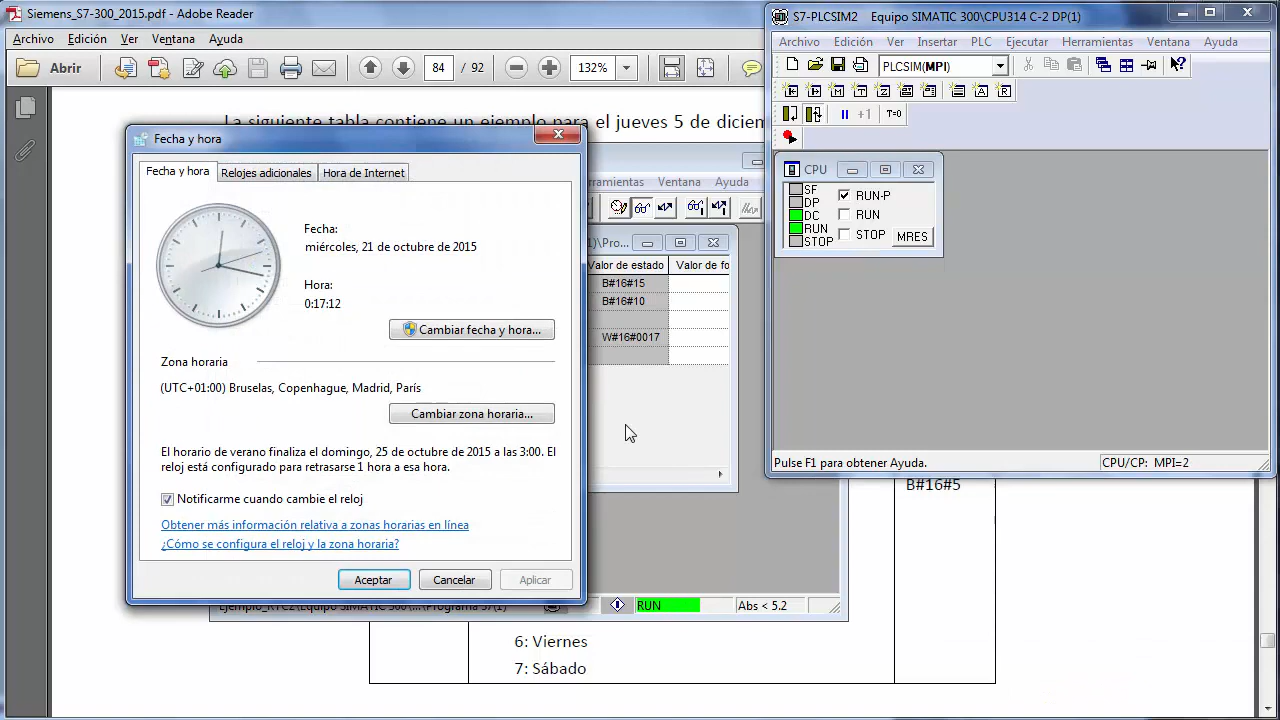 Siemens_S7-300_2015.pdf - Adobe Reader
Archivo Edición Ver Ventana Ayuda
Abrir
84 / 92
132%
La siguiente tabla contiene un ejemplo para el jueves 5 de diciem
Fecha y hora
Fecha y hora Relojes adicionales Hora de Internet
Fecha:
miércoles, 21 de octubre de 2015
Hora:
0:17:12
Cambiar fecha y hora...
Zona horaria
(UTC+01:00) Bruselas, Copenhague, Madrid, París
Cambiar zona horaria...
El horario de verano finaliza el domingo, 25 de octubre de 2015 a las 3:00. El
reloj está configurado para retrasarse 1 hora a esa hora.
Notificarme cuando cambie el reloj
Obtener más información relativa a zonas horarias en línea
¿Cómo se configura el reloj y la zona horaria?
Aceptar Cancelar Aplicar
ramientas Ventana Ayuda
1)\Pro...
Valor de estado Valor de fo
B#16#15
B#16#10
W#16#0017
RUN Abs < 5.2
S7-PLCSIM2 Equipo SIMATIC 300\CPU314 C-2 DP(1)
Archivo Edición Ver Insertar PLC Ejecutar Herramientas Ventana Ayuda
PLCSIM(MPI)
+1 T=0
CPU
SF
DP
DC
RUN
STOP
RUN-P
RUN
STOP
MRES
Pulse F1 para obtener Ayuda. CPU/CP: MPI=2
B#16#5
6: Viernes
7: Sábado